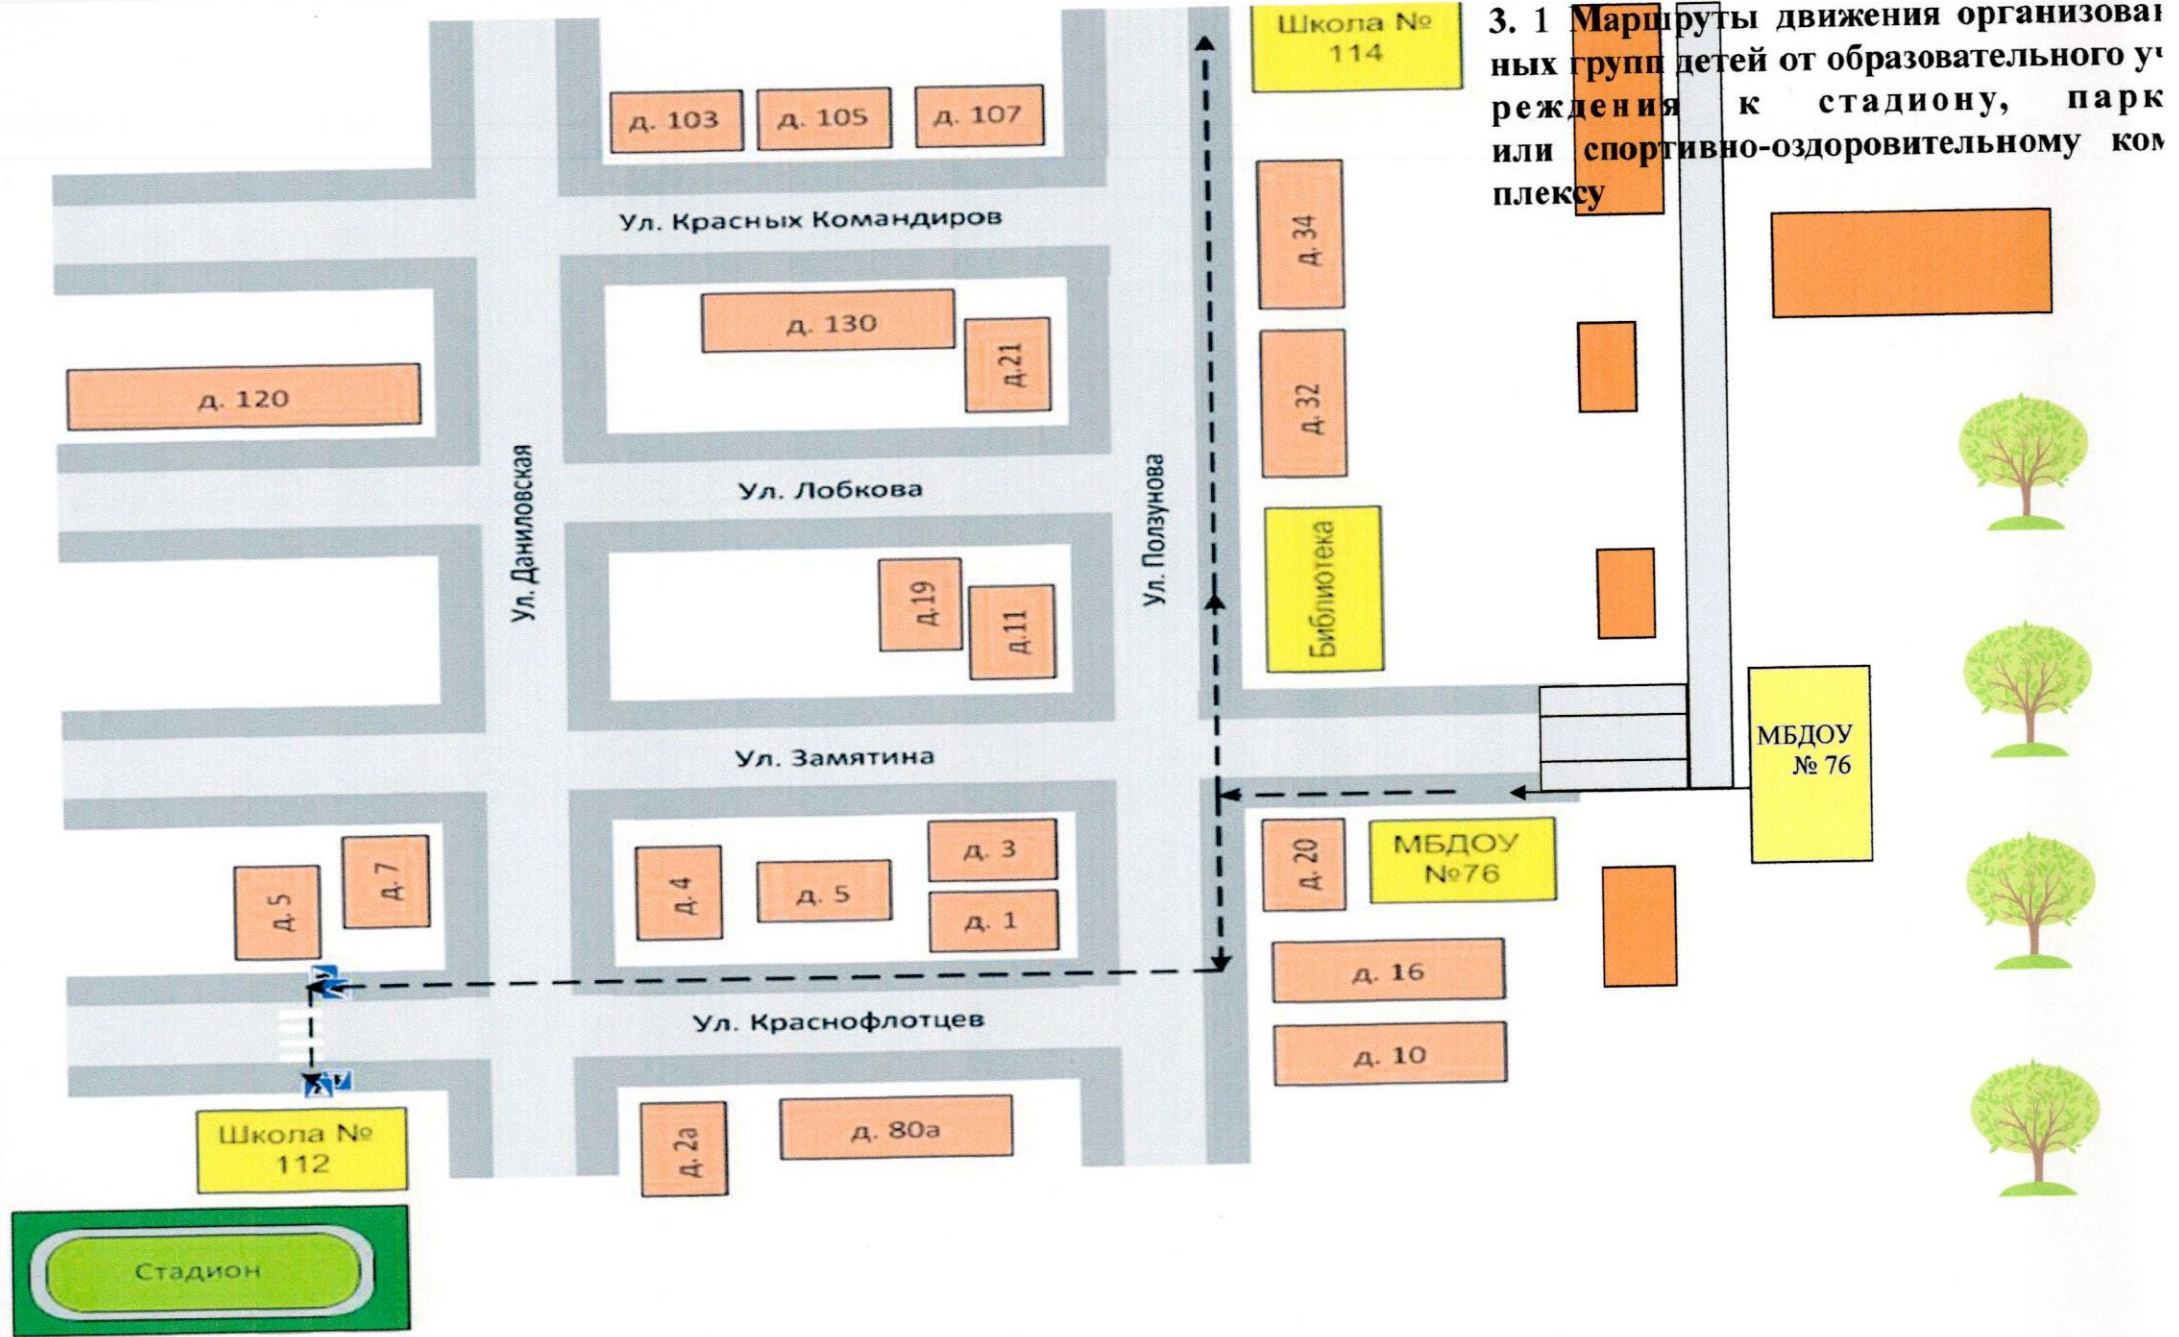 3. 1 Маршруты движения организован
ных групп детей от образовательного уч
реждения к стадиону, парк
или спортивно-оздоровительному ком
плексу
Школа №
114
д. 103
д. 105
д. 107
Ул. Красных Командиров
д. 34
д. 130
д.21
д. 120
д. 32
Ул. Даниловская
Ул. Лобкова
Ул. Ползунова
Библиотека
д.19
д.11
Ул. Замятина
МБДОУ
№ 76
д. 5
д. 7
д. 4
д. 5
д. 3
д. 1
д. 20
МБДОУ
№76
д. 16
Ул. Краснофлотцев
д. 10
Школа №
112
д. 2а
д. 80а
Стадион